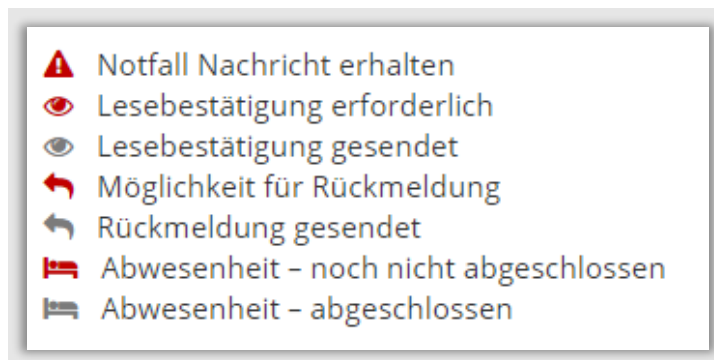 Notfall Nachricht erhalten
Lesebestätigung erforderlich
Lesebestätigung gesendet
Möglichkeit für Rückmeldung
Rückmeldung gesendet
Abwesenheit – noch nicht abgeschlossen
Abwesenheit – abgeschlossen